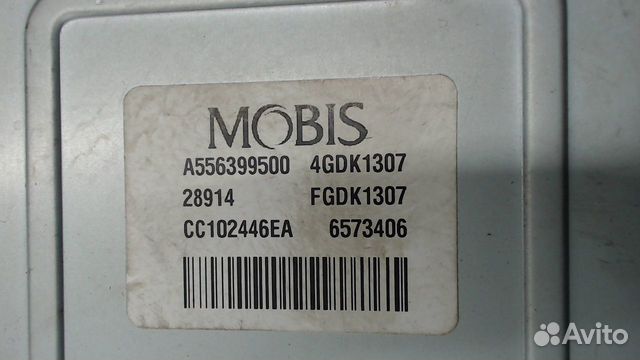 MOBIS
A556399500 4GDK1307
28914 FGDK1307
CC102446EA 6573406
Avito